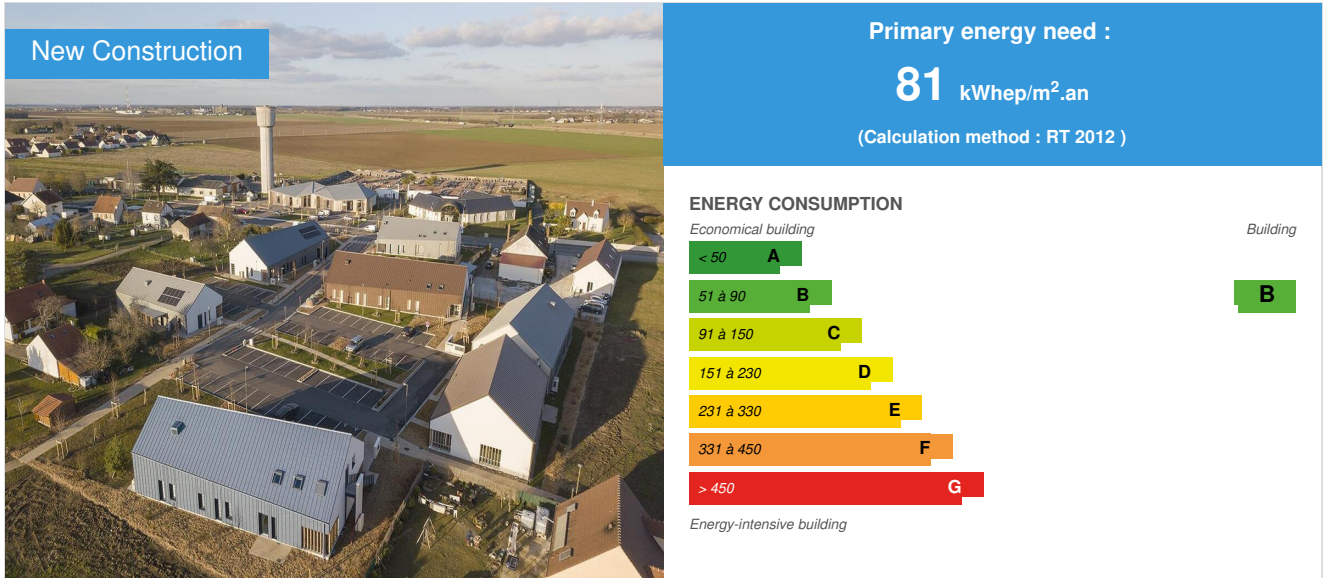 New Construction
Primary energy need :
81 kWhep/m².an
(Calculation method : RT 2012 )
ENERGY CONSUMPTION
Economical building
Building
< 50 A
51 à 90 B
B
91 à 150 C
151 à 230 D
231 à 330 E
331 à 450 F
> 450 G
Energy-intensive building